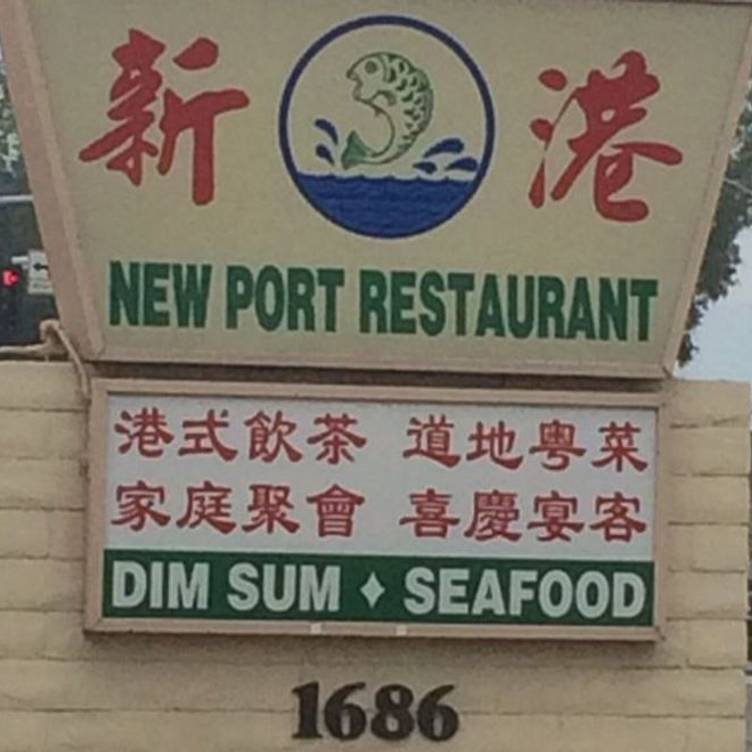 新港
NEW PORT RESTAURANT
港式飲茶 道地粵菜
家庭聚會 喜慶宴客
DIM SUM ♦ SEAFOOD
1686